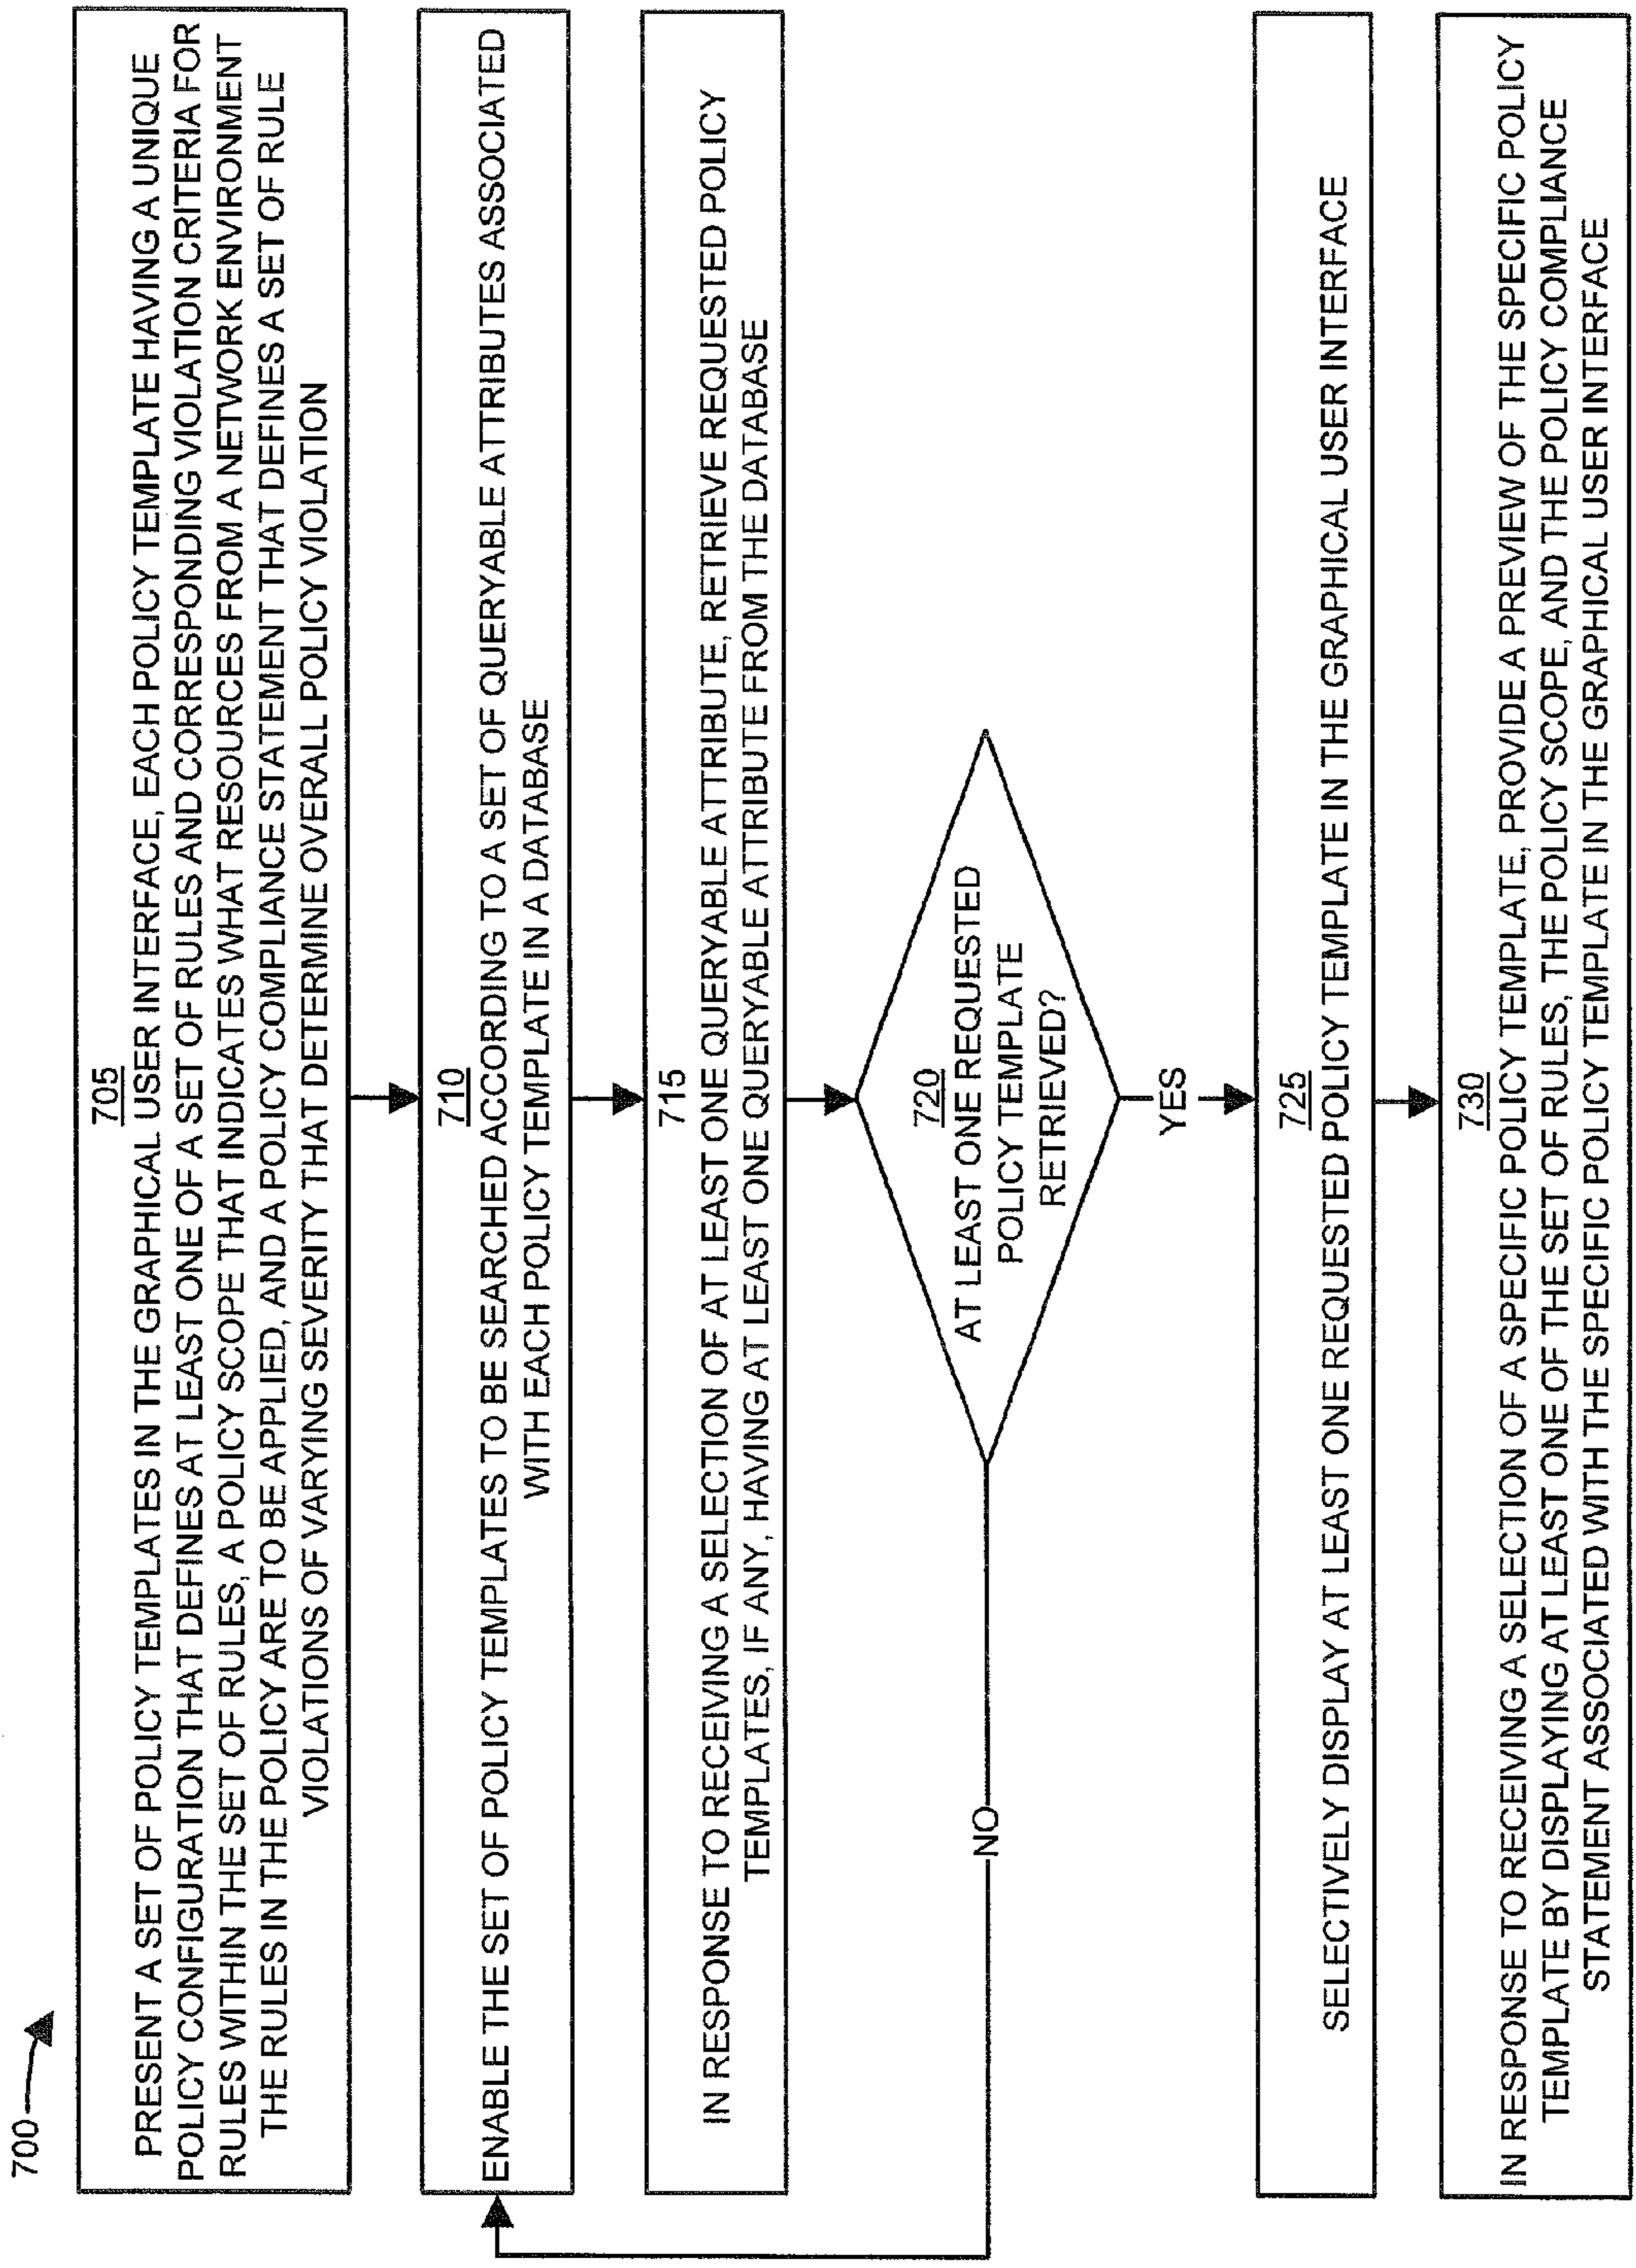 700
705
PRESENT A SET OF POLICY TEMPLATES IN THE GRAPHICAL USER INTERFACE, EACH POLICY TEMPLATE HAVING A UNIQUE
POLICY CONFIGURATION THAT DEFINES AT LEAST ONE OF A SET OF RULES AND CORRESPONDING VIOLATION CRITERIA FOR
RULES WITHIN THE SET OF RULES, A POLICY SCOPE THAT INDICATES WHAT RESOURCES FROM A NETWORK ENVIRONMENT
THE RULES IN THE POLICY ARE TO BE APPLIED, AND A POLICY COMPLIANCE STATEMENT THAT DEFINES A SET OF RULE
VIOLATIONS OF VARYING SEVERITY THAT DETERMINE OVERALL POLICY VIOLATION
710
ENABLE THE SET OF POLICY TEMPLATES TO BE SEARCHED ACCORDING TO A SET OF QUERYABLE ATTRIBUTES ASSOCIATED
WITH EACH POLICY TEMPLATE IN A DATABASE
715
IN RESPONSE TO RECEIVING A SELECTION OF AT LEAST ONE QUERYABLE ATTRIBUTE, RETRIEVE REQUESTED POLICY
TEMPLATES, IF ANY, HAVING AT LEAST ONE QUERYABLE ATTRIBUTE FROM THE DATABASE
720
AT LEAST ONE REQUESTED
POLICY TEMPLATE
RETRIEVED?
NO
YES
725
SELECTIVELY DISPLAY AT LEAST ONE REQUESTED POLICY TEMPLATE IN THE GRAPHICAL USER INTERFACE
730
IN RESPONSE TO RECEIVING A SELECTION OF A SPECIFIC POLICY TEMPLATE, PROVIDE A PREVIEW OF THE SPECIFIC POLICY
TEMPLATE BY DISPLAYING AT LEAST ONE OF THE SET OF RULES, THE POLICY SCOPE, AND THE POLICY COMPLIANCE
STATEMENT ASSOCIATED WITH THE SPECIFIC POLICY TEMPLATE IN THE GRAPHICAL USER INTERFACE